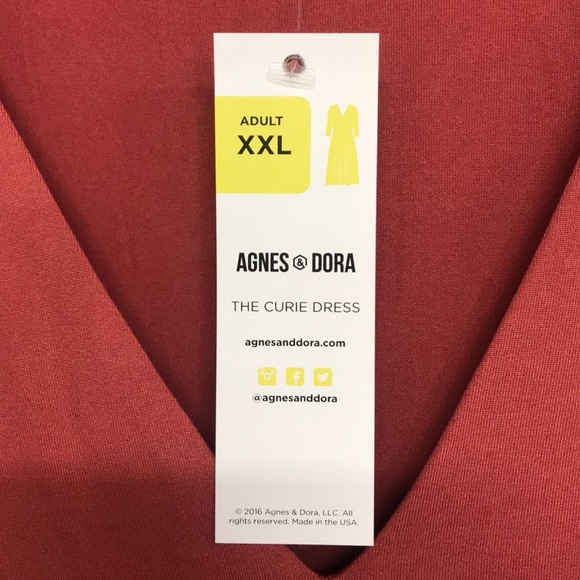 ADULT
XXL
AGNES & DORA
THE CURIE DRESS
agnesanddora.com
@agnesanddora
© 2016 Agnes & Dora, LLC. All
rights reserved. Made in the USA.